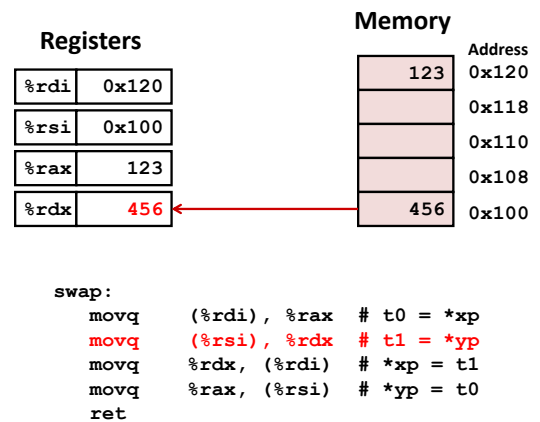 Registers
Memory
Address
%rdi 0x120
%rsi 0x100
%rax 123
%rdx 456
123 0x120
0x118
0x110
0x108
456 0x100
swap:
movq (%rdi), %rax # t0 = *xp
movq (%rsi), %rdx # t1 = *yp
movq %rdx, (%rdi) # *xp = t1
movq %rax, (%rsi) # *yp = t0
ret